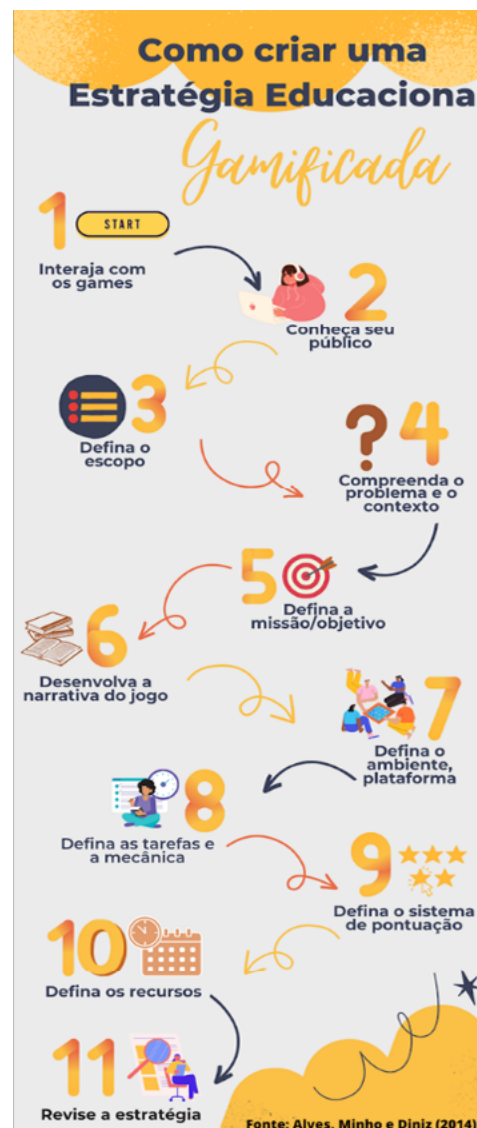 Como criar uma
Estratégia Educaciona
Gamificada
1 START
Interaja com
os games
2
Conheça seu
público
3
Defina o
escopo
? 4
Compreenda o
problema e o
contexto
5
Defina a
missão/objetivo
6
Desenvolva a
narrativa do jogo
7
Defina o
ambiente,
plataforma
8
Defina as tarefas e
a mecânica
9
Defina o sistema
de pontuação
10
Defina os recursos
11
Revise a estratégia
Fonte: Alves, Minho e Diniz (2014)